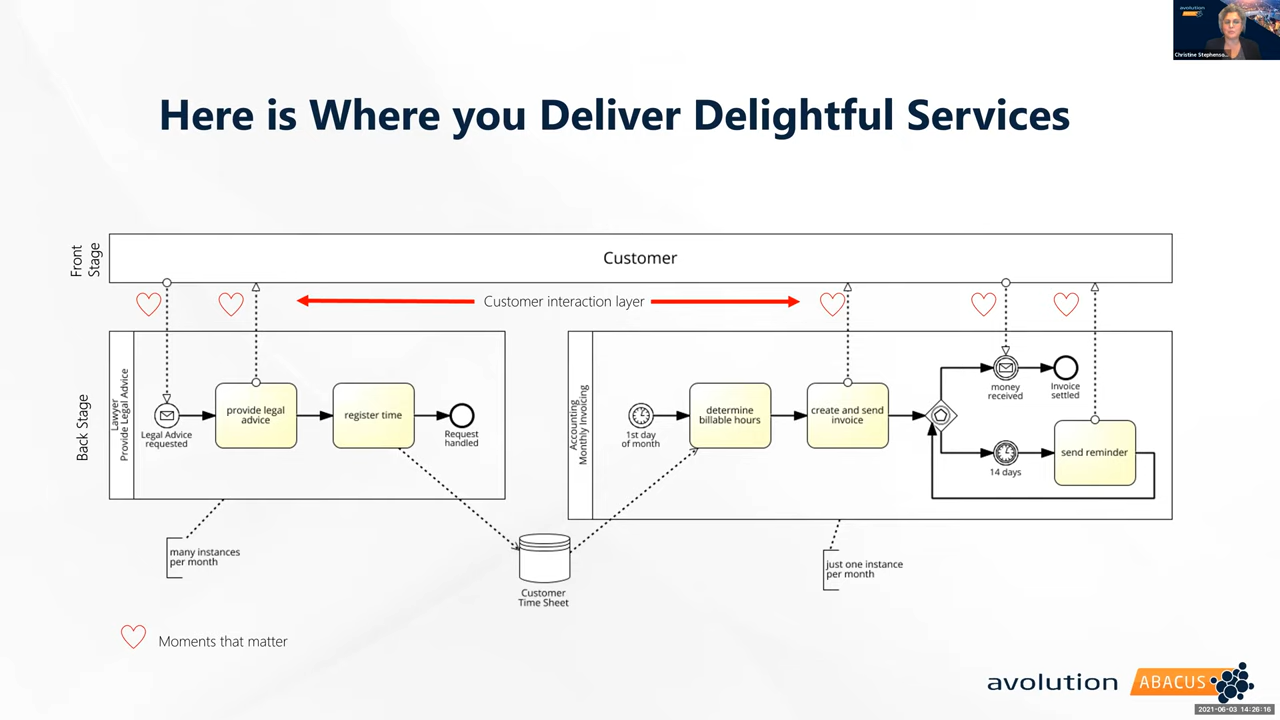 avolution
Christine Stephenso...
Here is Where you Deliver Delightful Services
Front
Stage
Customer
Customer interaction layer
Back Stage
Lawyer
Provide Legal Advice
Legal Advice
requested
provide legal
advice
register time
Request
handled
Accounting
Monthly Invoicing
1st day
of month
determine
billable hours
create and send
invoice
money
received
Invoice
settled
14 days
send reminder
many instances
per month
Customer
Time Sheet
just one instance
per month
Moments that matter
avolution ABACUS
2021-06-03 14:26:16